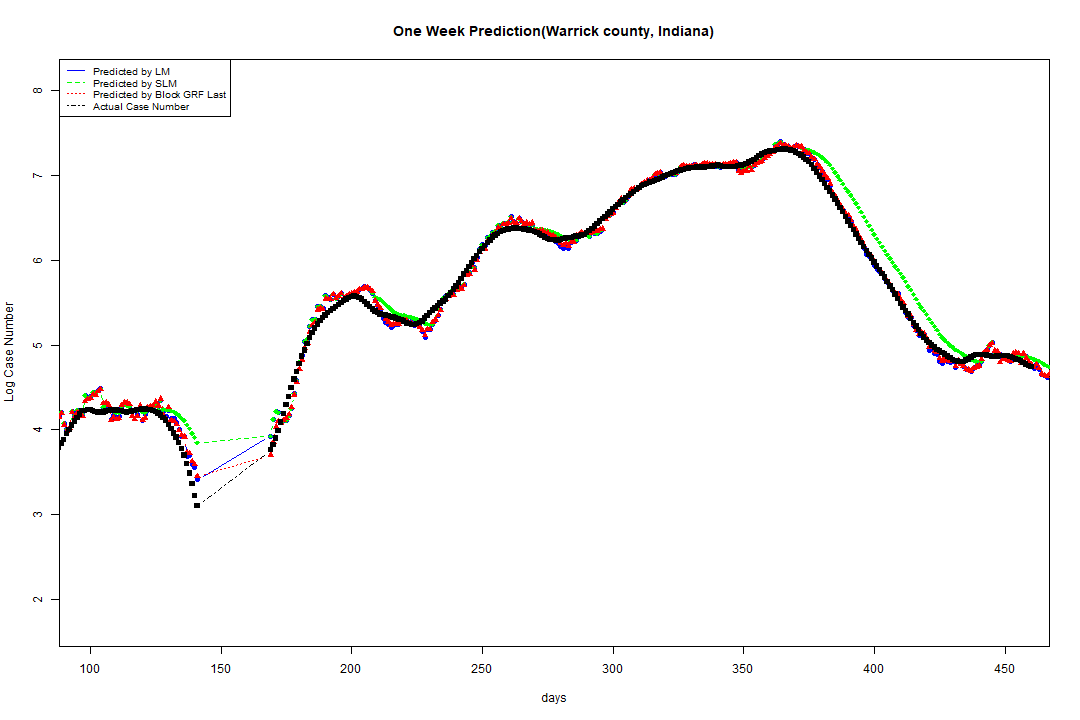 One Week Prediction(Warrick county, Indiana)
Predicted by LM
Predicted by SLM
Predicted by Block GRF Last
Actual Case Number
8
7
6
5
4
3
2
Log Case Number
100 150 200 250 300 350 400 450
days